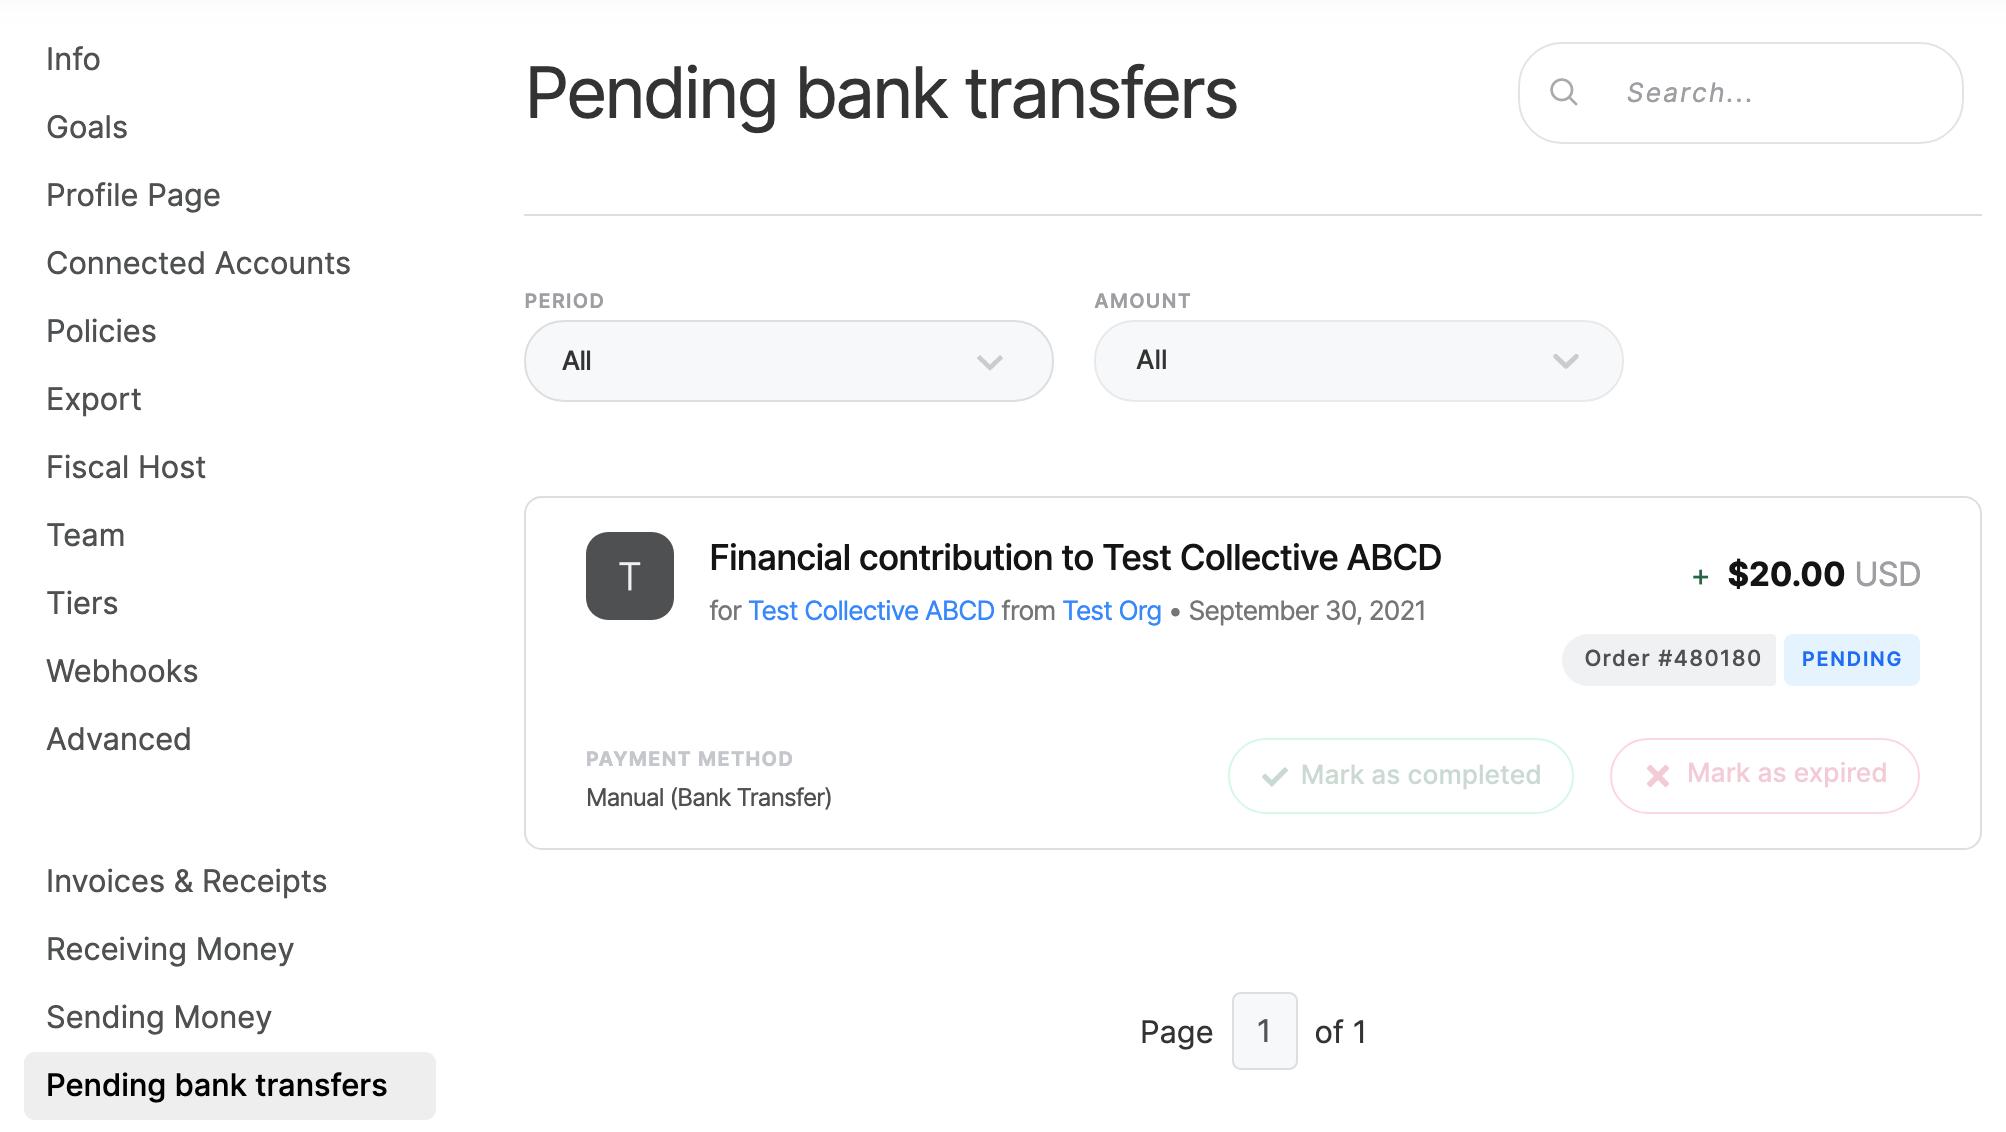 Info
Goals
Profile Page
Connected Accounts
Policies
Export
Fiscal Host
Team
Tiers
Webhooks
Advanced
Invoices & Receipts
Receiving Money
Sending Money
Pending bank transfers
Pending bank transfers
Search...
PERIOD
All
AMOUNT
All
T
Financial contribution to Test Collective ABCD
for Test Collective ABCD from Test Org • September 30, 2021
+ $20.00 USD
Order #480180
PENDING
PAYMENT METHOD
Manual (Bank Transfer)
Mark as completed
Mark as expired
Page 1 of 1